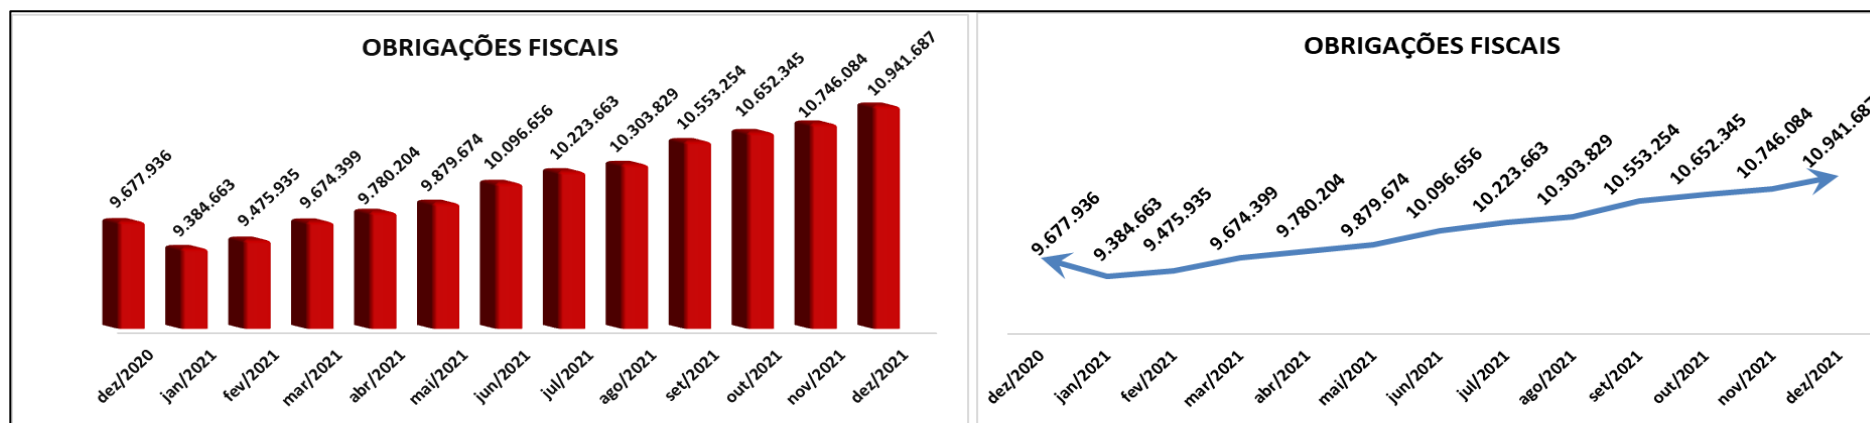 OBRIGAÇÕES FISCAIS
9.677.936
9.384.663
9.475.935
9.674.399
9.780.204
9.879.674
10.096.656
10.223.663
10.303.829
10.553.254
10.652.345
10.746.084
10.941.687
dez/2020
jan/2021
fev/2021
mar/2021
abr/2021
mai/2021
jun/2021
jul/2021
ago/2021
set/2021
out/2021
nov/2021
dez/2021
OBRIGAÇÕES FISCAIS
9.677.936
9.384.663
9.475.935
9.674.399
9.780.204
9.879.674
10.096.656
10.223.663
10.303.829
10.553.254
10.652.345
10.746.084
10.941.687
dez/2020
jan/2021
fev/2021
mar/2021
abr/2021
mai/2021
jun/2021
jul/2021
ago/2021
set/2021
out/2021
nov/2021
dez/2021